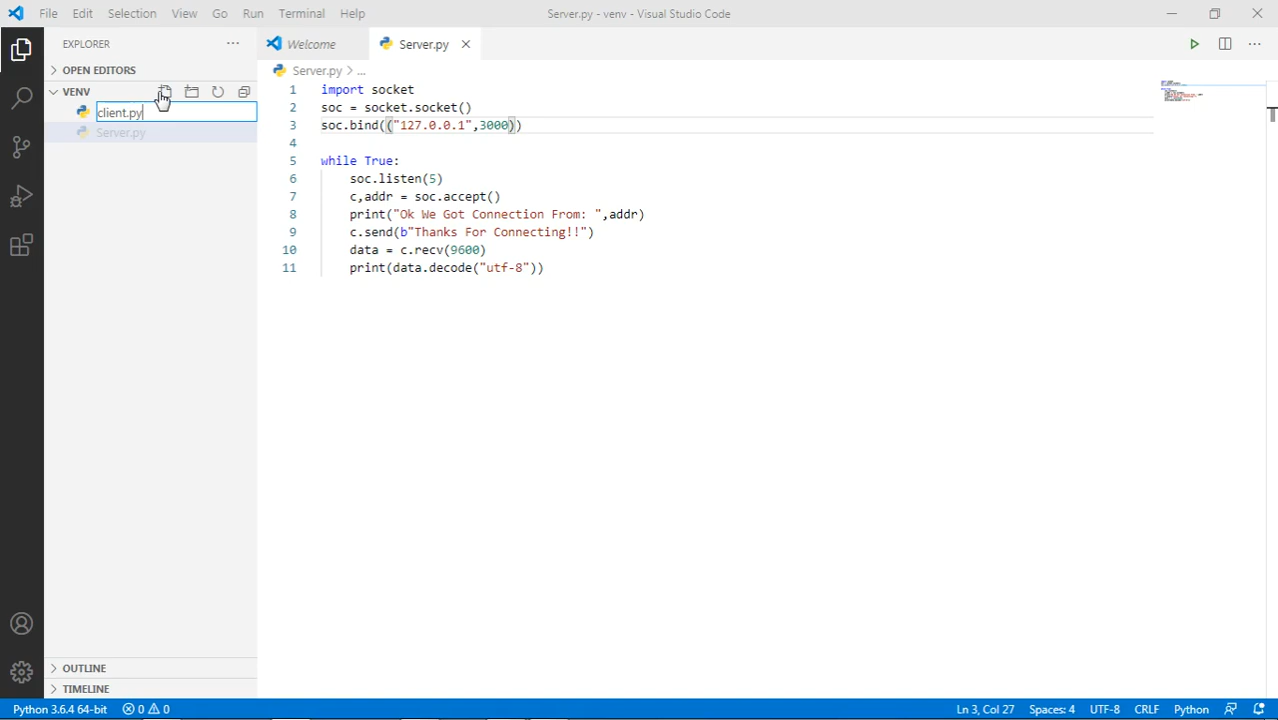 File Edit Selection View Go Run Terminal Help Server.py - venv - Visual Studio Code
EXPLORER
Welcome Server.py
OPEN EDITORS
Server.py > ...
VENV
client.py
Server.py
1 import socket
2 soc = socket.socket()
3 soc.bind(("127.0.0.1",3000))
4
5 while True:
6 soc.listen(5)
7 c,addr = soc.accept()
8 print("Ok We Got Connection From: ",addr)
9 c.send(b"Thanks For Connecting!!")
10 data = c.recv(9600)
11 print(data.decode("utf-8"))
OUTLINE
TIMELINE
Python 3.6.4 64-bit 0 0 Ln 3, Col 27 Spaces: 4 UTF-8 CRLF Python